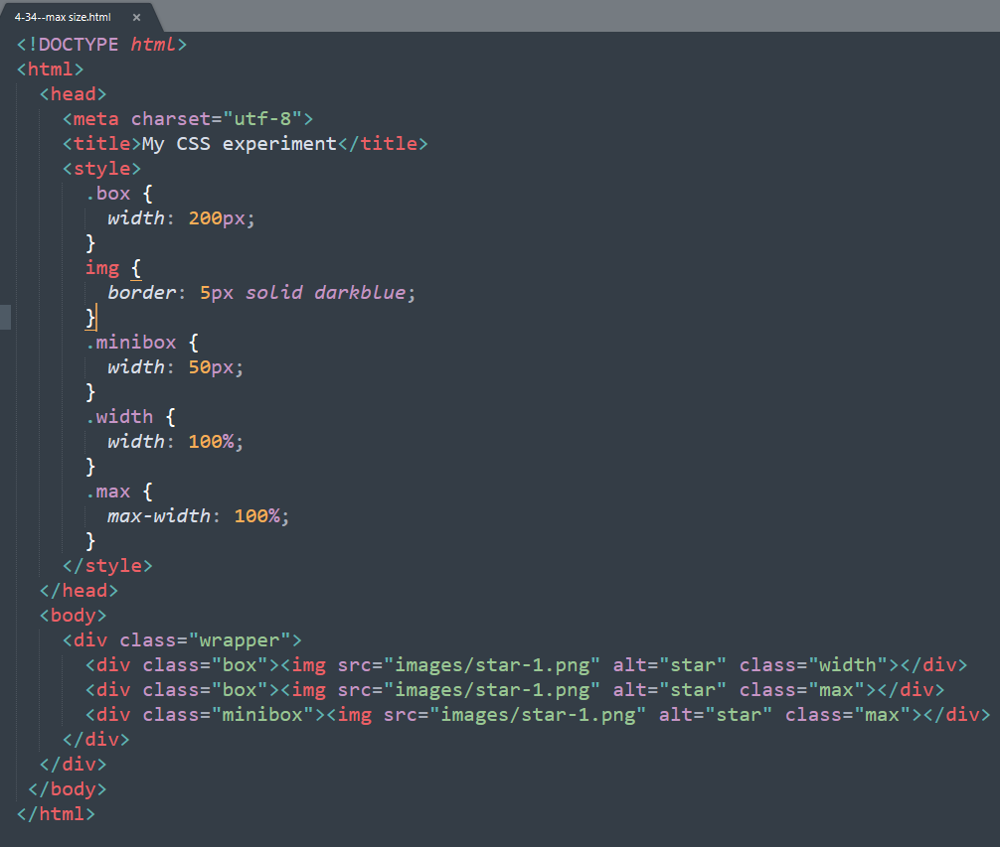 4-34--max size.html ×
<!DOCTYPE html>
<html>
  <head>
    <meta charset="utf-8">
    <title>My CSS experiment</title>
    <style>
      .box {
        width: 200px;
      }
      img {
        border: 5px solid darkblue;
      }
      .minibox {
        width: 50px;
      }
      .width {
        width: 100%;
      }
      .max {
        max-width: 100%;
      }
    </style>
  </head>
  <body>
    <div class="wrapper">
      <div class="box"><img src="images/star-1.png" alt="star" class="width"></div>
      <div class="box"><img src="images/star-1.png" alt="star" class="max"></div>
      <div class="minibox"><img src="images/star-1.png" alt="star" class="max"></div>
    </div>
  </div>
 </body>
</html>